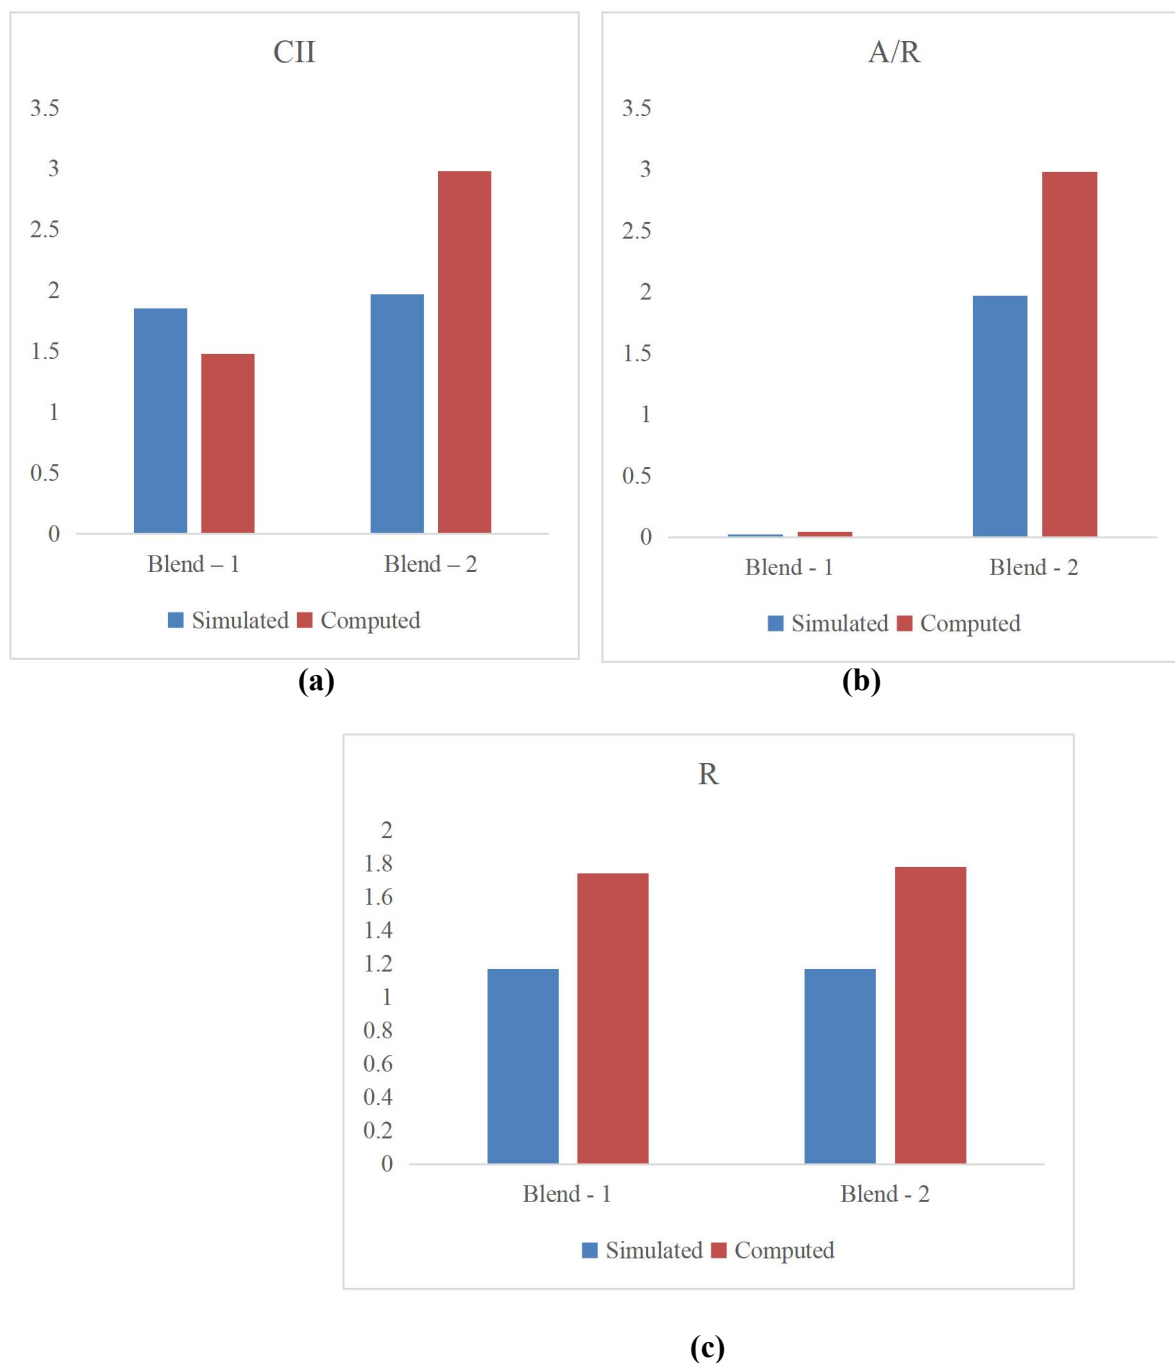 CII
3.5
3
2.5
2
1.5
1
0.5
0
Blend – 1 Blend – 2
Simulated Computed
(a)
A/R
3.5
3
2.5
2
1.5
1
0.5
0
Blend - 1 Blend - 2
Simulated Computed
(b)
R
2
1.8
1.6
1.4
1.2
1
0.8
0.6
0.4
0.2
0
Blend - 1 Blend - 2
Simulated Computed
(c)